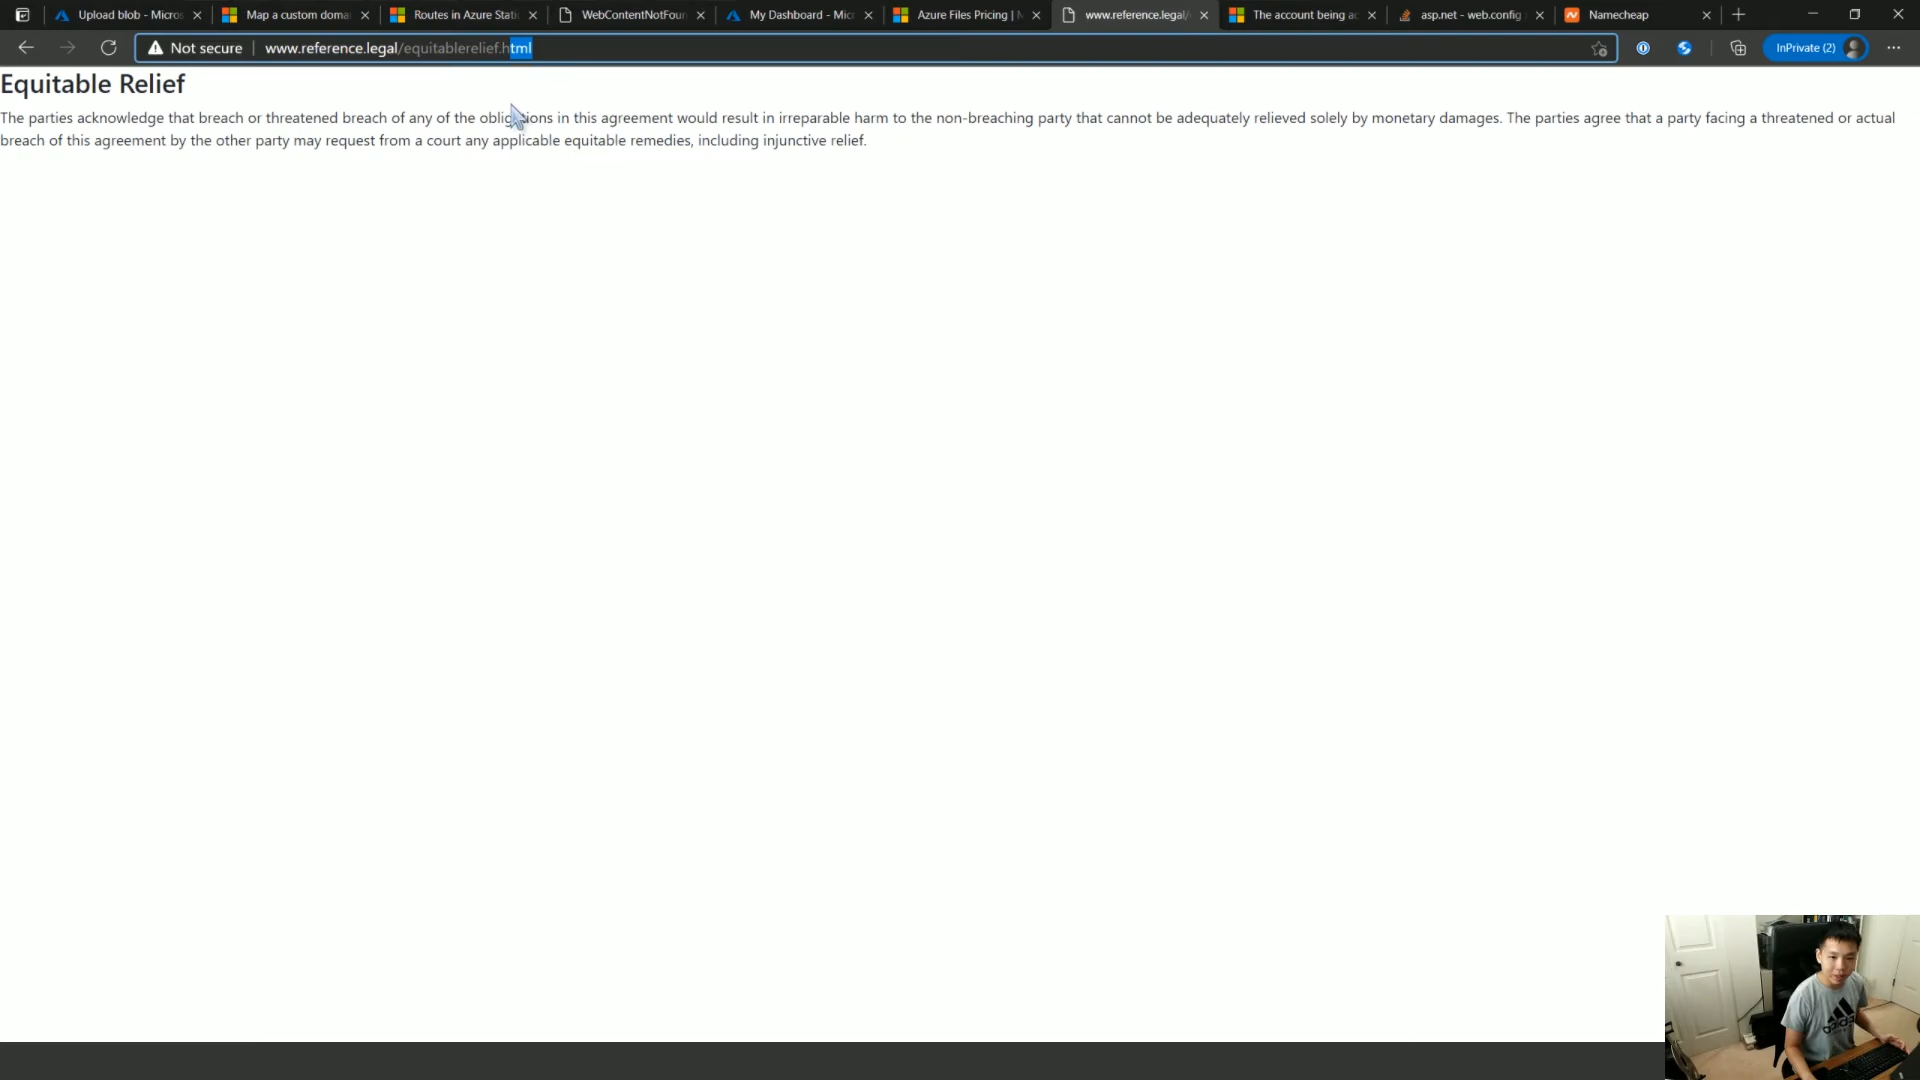 Upload blob - Micros
Map a custom doma
Routes in Azure Stati
WebContentNotFoun
My Dashboard - Micr
Azure Files Pricing | M
www.reference.legal/
The account being ac
asp.net - web.config
Namecheap
Not secure
www.reference.legal/equitablerelief.html
InPrivate (2)
Equitable Relief
The parties acknowledge that breach or threatened breach of any of the obligations in this agreement would result in irreparable harm to the non-breaching party that cannot be adequately relieved solely by monetary damages. The parties agree that a party facing a threatened or actual
breach of this agreement by the other party may request from a court any applicable equitable remedies, including injunctive relief.